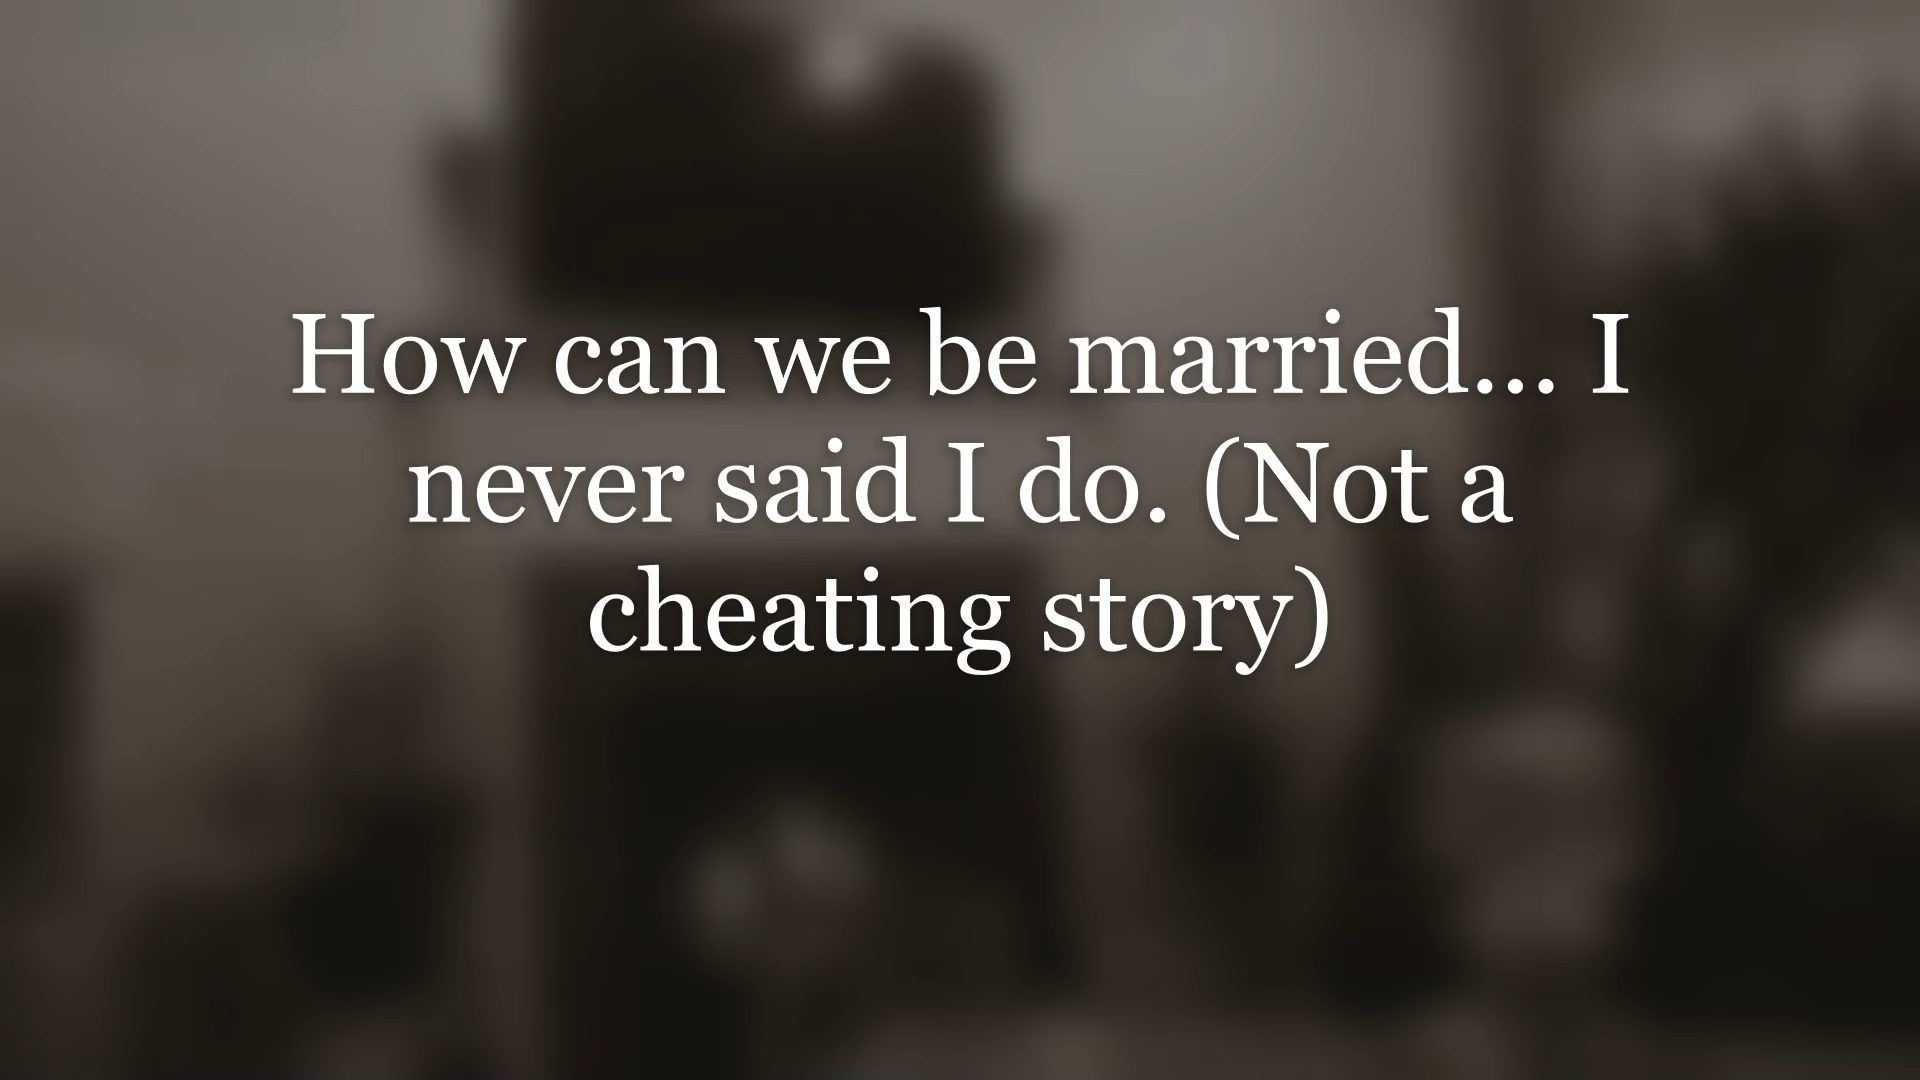 How can we be married... I
never said I do. (Not a
cheating story)